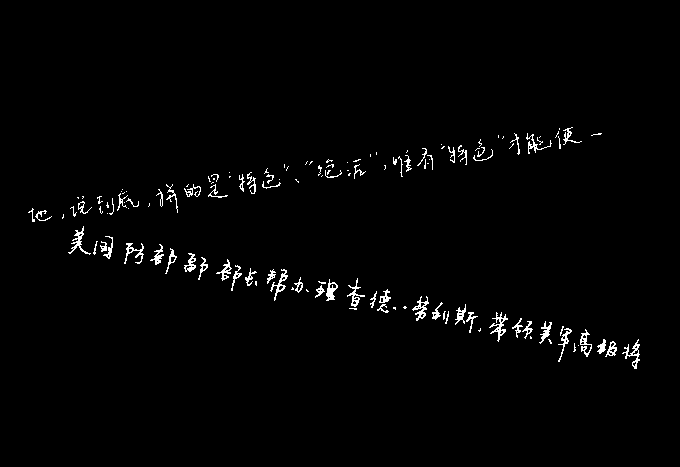 地，说到底，拼的是“特色”、“绝活”，唯有“特色”才能使一
美国防部副部长帮办理查德··劳利斯，带领美军高级将